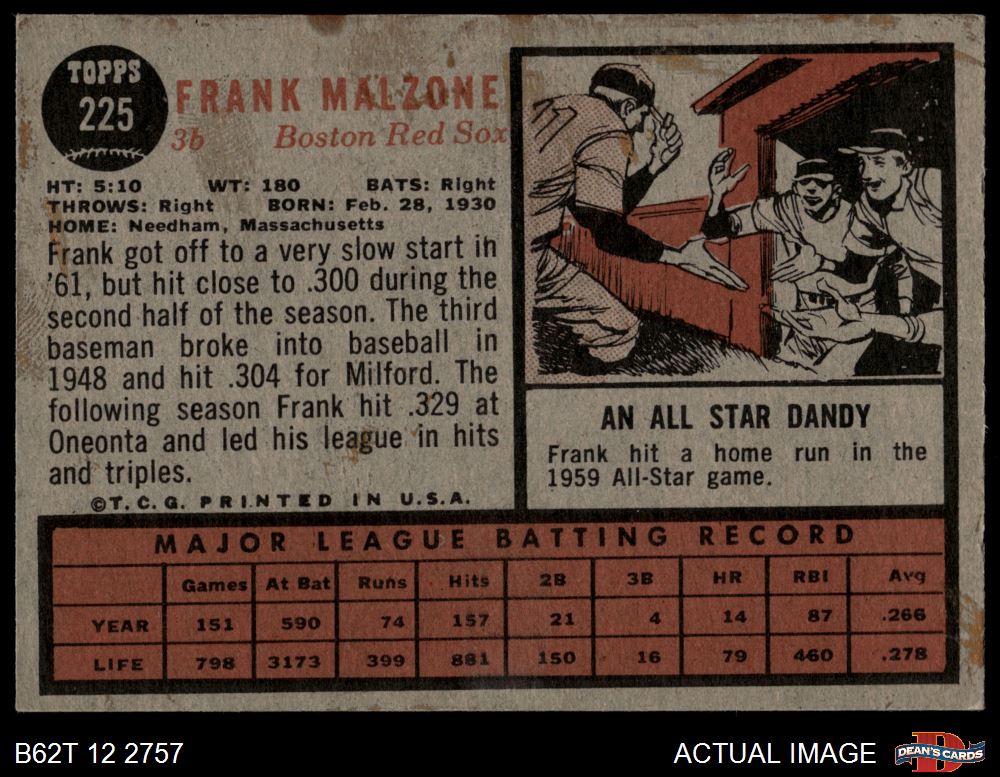 TOPPS
225
FRANK MALZONE
3b Boston Red Sox
HT: 5:10 WT: 180 BATS: Right
THROWS: Right BORN: Feb. 28, 1930
HOME: Needham, Massachusetts
Frank got off to a very slow start in
'61, but hit close to .300 during the
second half of the season. The third
baseman broke into baseball in
1948 and hit .304 for Milford. The
following season Frank hit .329 at
Oneonta and led his league in hits
and triples.
©T. C. G. PRINTED IN U.S.A.
AN ALL STAR DANDY
Frank hit a home run in the
1959 All-Star game.
MAJOR LEAGUE BATTING RECORD
Games At Bat Runs Hits 2B 3B HR RBI Avg
YEAR 151 590 74 157 21 4 14 87 .266
LIFE 798 3173 399 881 150 16 79 460 .278
B62T 12 2757 ACTUAL IMAGE D DEAN'S CARDS